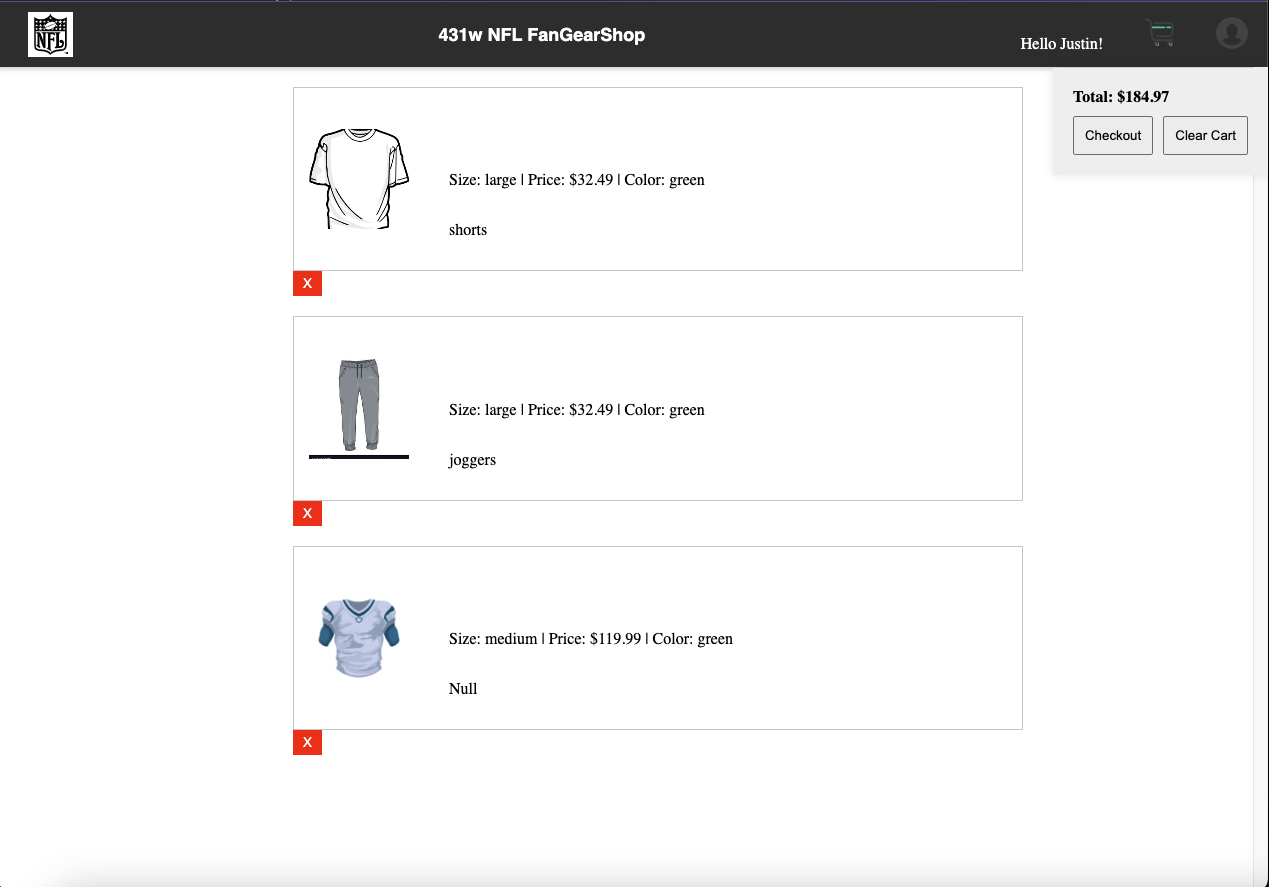 NFL
431w NFL FanGearShop
Hello Justin!
Total: $184.97
Checkout
Clear Cart
Size: large | Price: $32.49 | Color: green
shorts
X
Size: large | Price: $32.49 | Color: green
joggers
X
Size: medium | Price: $119.99 | Color: green
Null
X